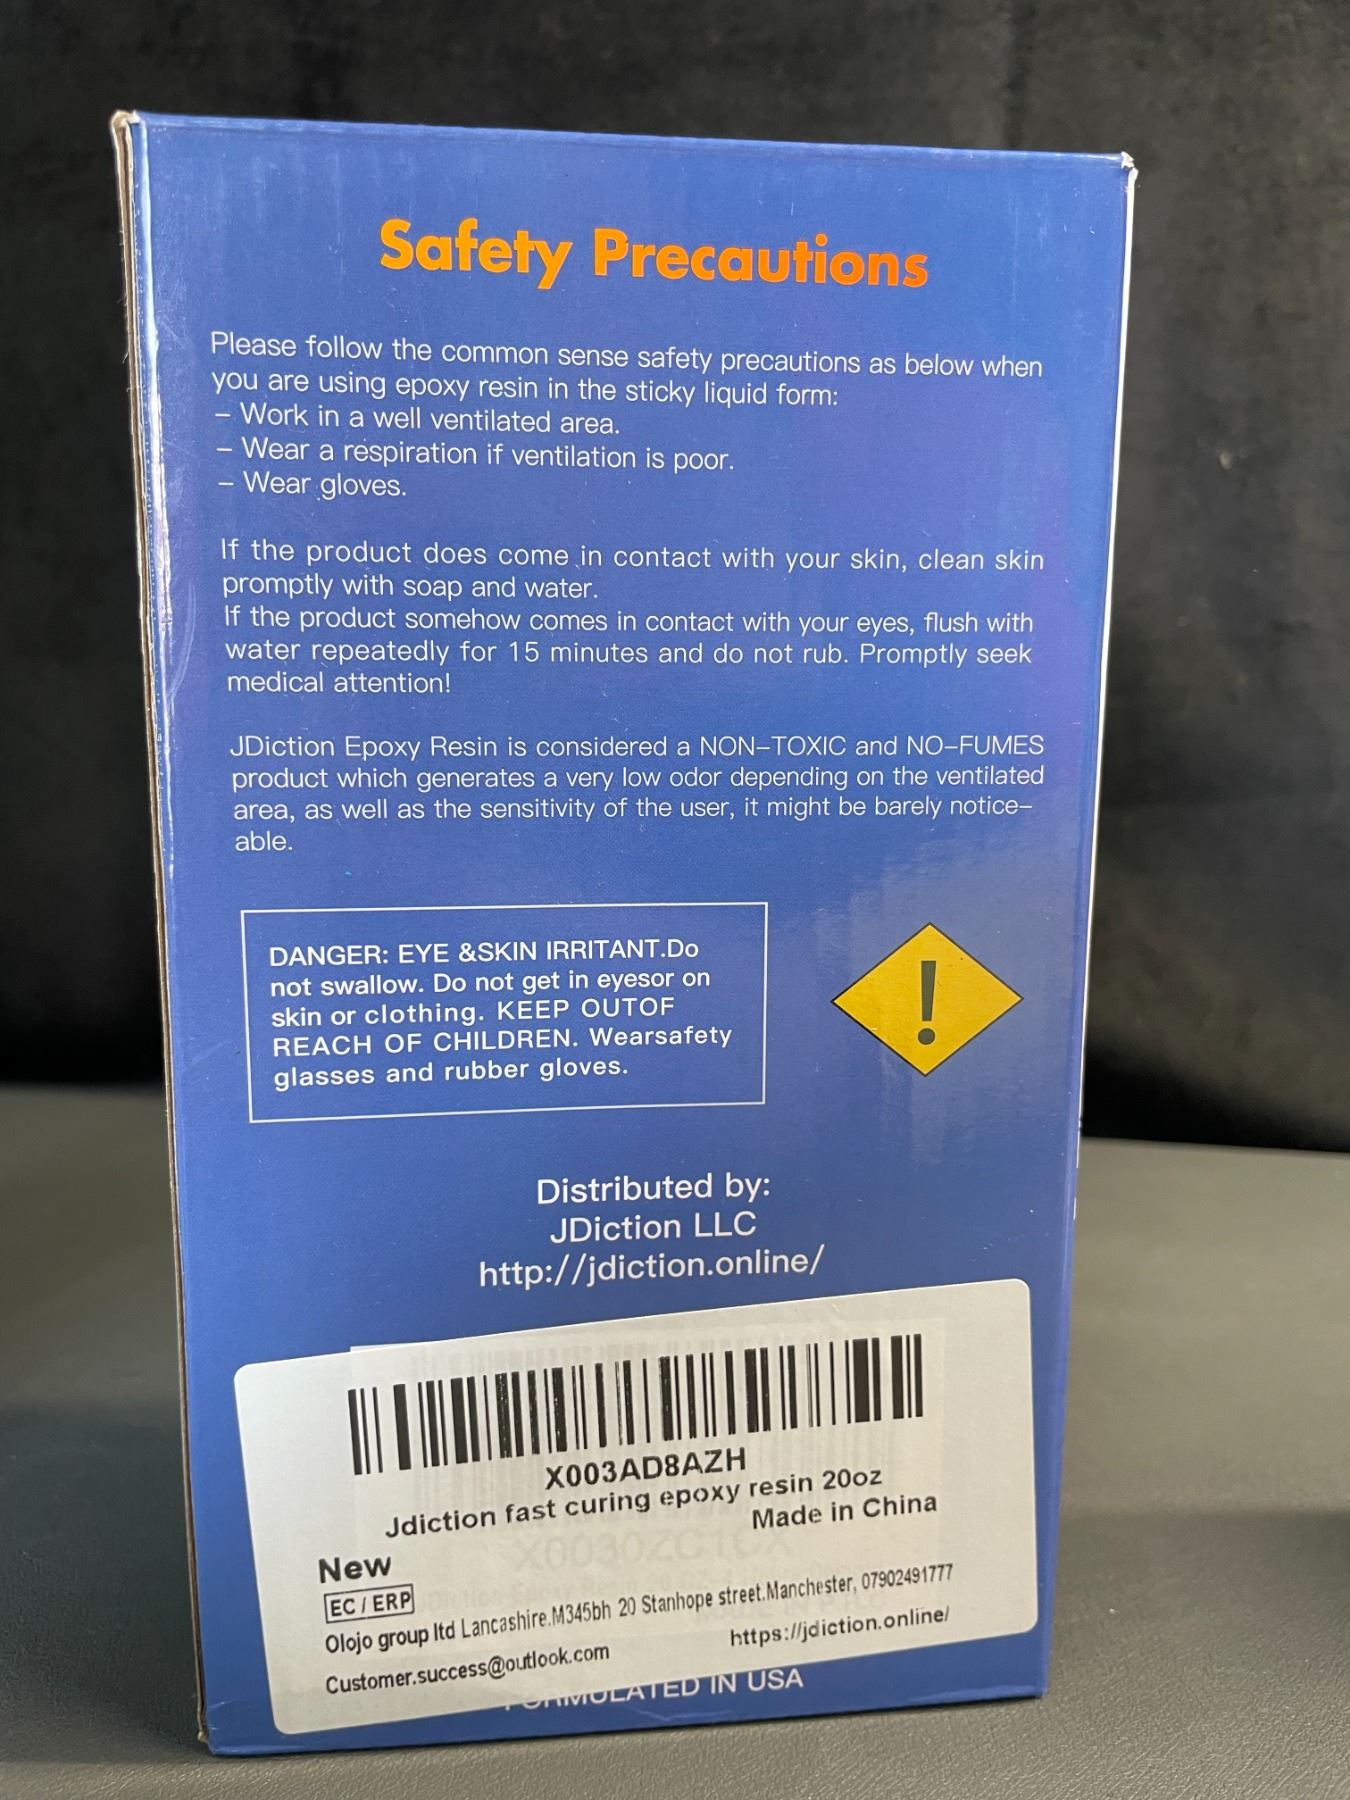 Safety Precautions
Please follow the common sense safety precautions as below when
you are using epoxy resin in the sticky liquid form:
– Work in a well ventilated area.
– Wear a respiration if ventilation is poor.
– Wear gloves.
If the product does come in contact with your skin, clean skin
promptly with soap and water.
If the product somehow comes in contact with your eyes, flush with
water repeatedly for 15 minutes and do not rub. Promptly seek
medical attention!
JDiction Epoxy Resin is considered a NON–TOXIC and NO–FUMES
product which generates a very low odor depending on the ventilated
area, as well as the sensitivity of the user, it might be barely notice–
able.
DANGER: EYE &SKIN IRRITANT.Do
not swallow. Do not get in eyesor on
skin or clothing. KEEP OUTOF
REACH OF CHILDREN. Wearsafety
glasses and rubber gloves.
!
Distributed by:
JDiction LLC
http://jdiction.online/
X003AD8AZH
Jdiction fast curing epoxy resin 20oz
Made in China
New
EC / ERP
Olojo group ltd Lancashire.M345bh 20 Stanhope street.Manchester, 07902491777
Customer.success@outlook.com https://jdiction.online/
FORMULATED IN USA